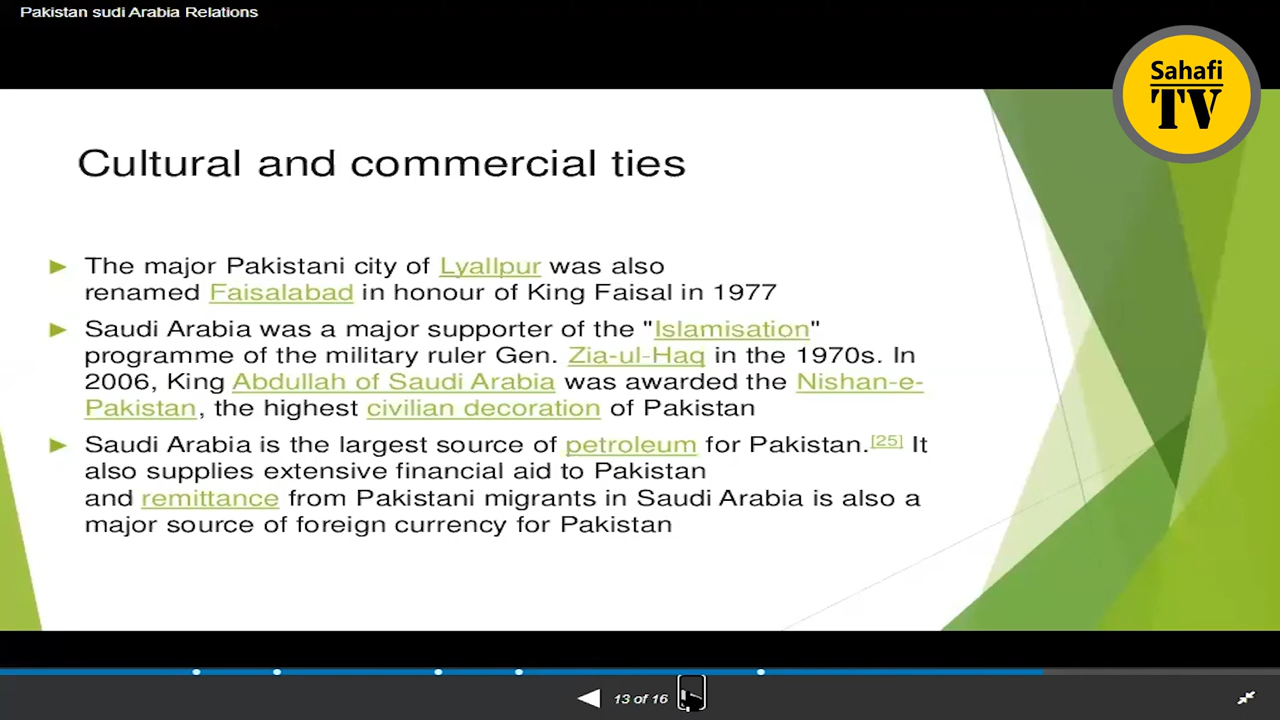 Pakistan sudi Arabia Relations
Sahafi
TV
Cultural and commercial ties
The major Pakistani city of Lyallpur was also
renamed Faisalabad in honour of King Faisal in 1977
Saudi Arabia was a major supporter of the "Islamisation"
programme of the military ruler Gen. Zia-ul-Haq in the 1970s. In
2006, King Abdullah of Saudi Arabia was awarded the Nishan-e-
Pakistan, the highest civilian decoration of Pakistan
Saudi Arabia is the largest source of petroleum for Pakistan.[25] It
also supplies extensive financial aid to Pakistan
and remittance from Pakistani migrants in Saudi Arabia is also a
major source of foreign currency for Pakistan
13 of 16